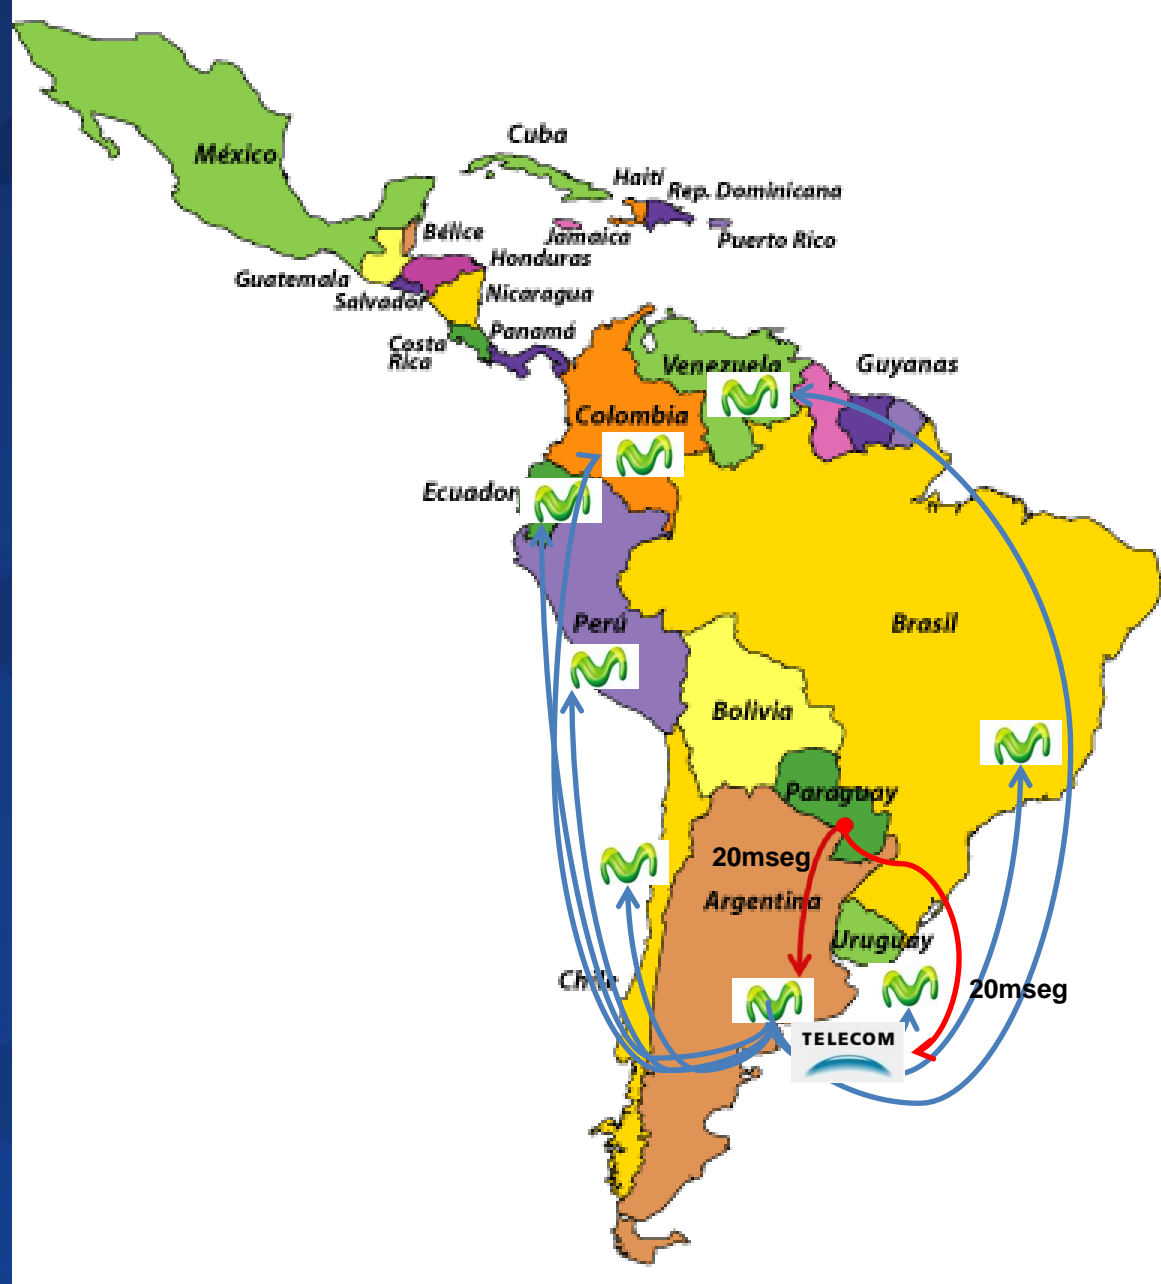 México
Cuba
Haití
Rep. Dominicana
Jamaica
Puerto Rico
Bélice
Honduras
Guatemala
Salvador
Nicaragua
Costa
Rica
Panamá
Venezuela
Guyanas
Colombia
Ecuador
Perú
Brasil
Bolivia
Paraguay
20mseg
Argentina
Uruguay
Chile
20mseg
TELECOM